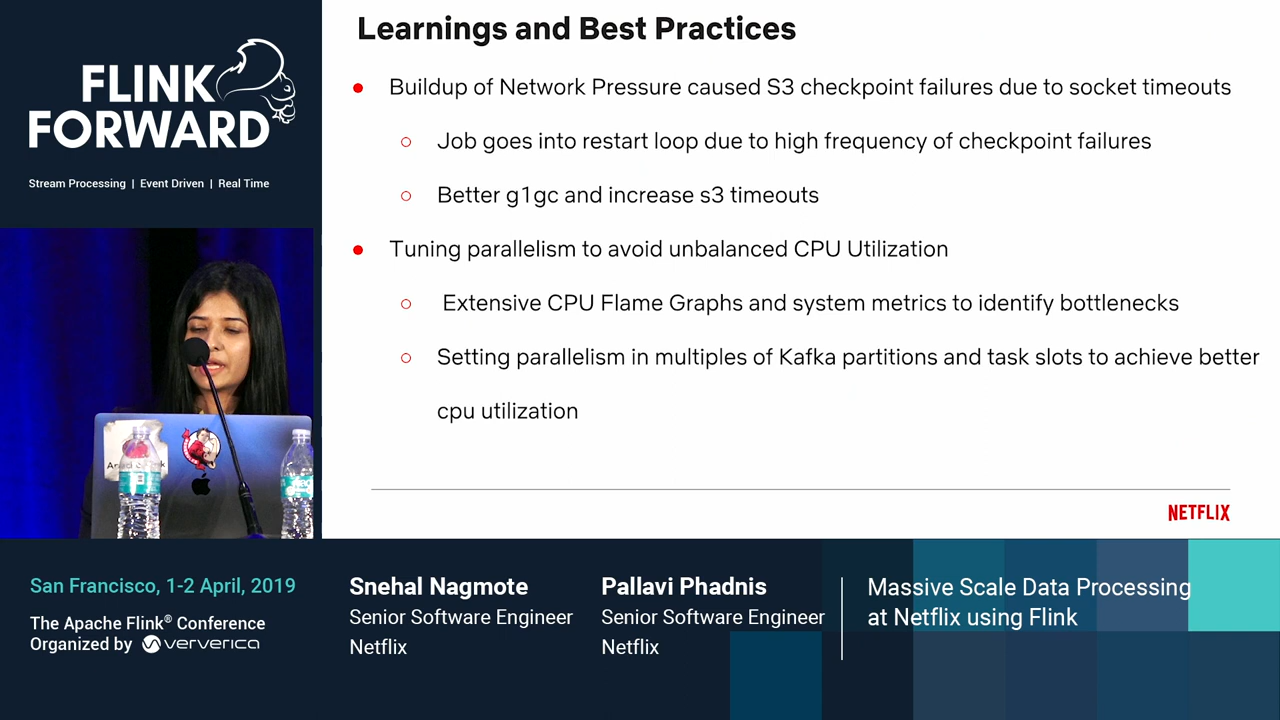 FLINK
FORWARD
Stream Processing | Event Driven | Real Time
Learnings and Best Practices
● Buildup of Network Pressure caused S3 checkpoint failures due to socket timeouts
○ Job goes into restart loop due to high frequency of checkpoint failures
○ Better g1gc and increase s3 timeouts
● Tuning parallelism to avoid unbalanced CPU Utilization
○ Extensive CPU Flame Graphs and system metrics to identify bottlenecks
○ Setting parallelism in multiples of Kafka partitions and task slots to achieve better
cpu utilization
NETFLIX
San Francisco, 1-2 April, 2019
The Apache Flink® Conference
Organized by ververica
Snehal Nagmote
Senior Software Engineer
Netflix
Pallavi Phadnis
Senior Software Engineer
Netflix
Massive Scale Data Processing
at Netflix using Flink